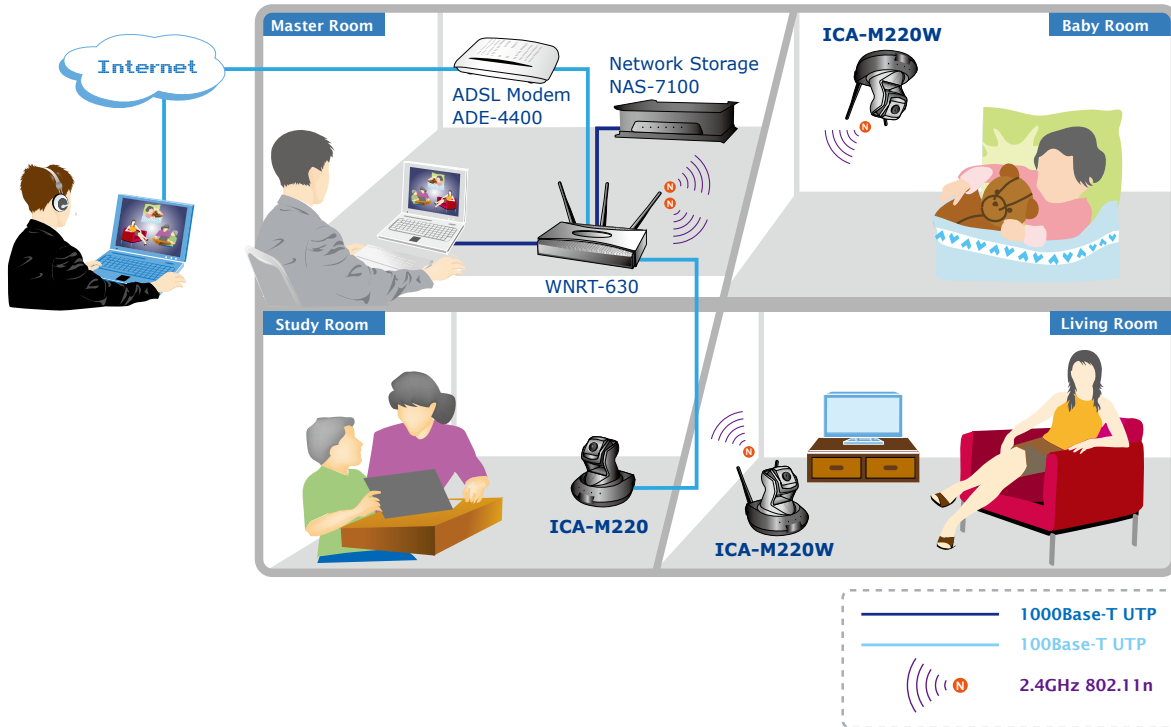 Master Room
Baby Room
Internet
ADSL Modem
ADE-4400
Network Storage
NAS-7100
ICA-M220W
N
N
N
WNRT-630
Study Room
Living Room
N
ICA-M220
ICA-M220W
1000Base-T UTP
100Base-T UTP
N
2.4GHz 802.11n